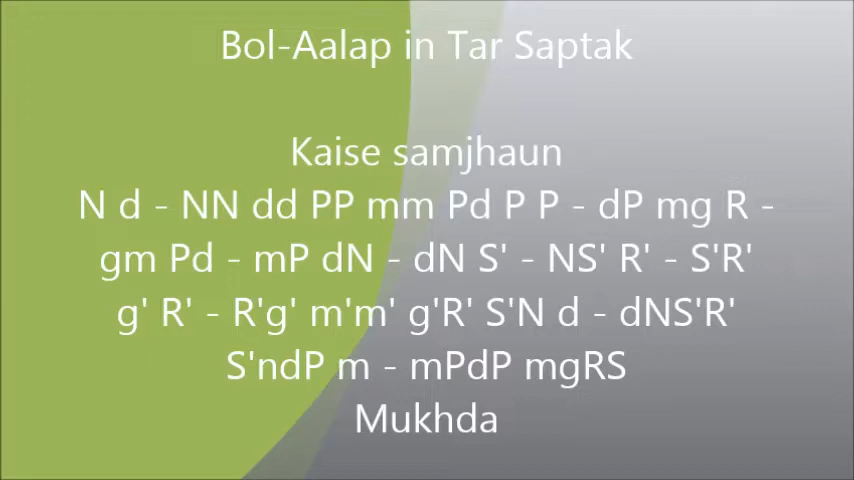 Bol-Aalap in Tar Saptak
Kaise samjhaun
N d - NN dd PP mm Pd P P - dP mg R -
gm Pd - mP dN - dN S' - NS' R' - S'R'
g' R' - R'g' m'm' g'R' S'N d - dNS'R'
S'ndP m - mPdP mgRS
Mukhda